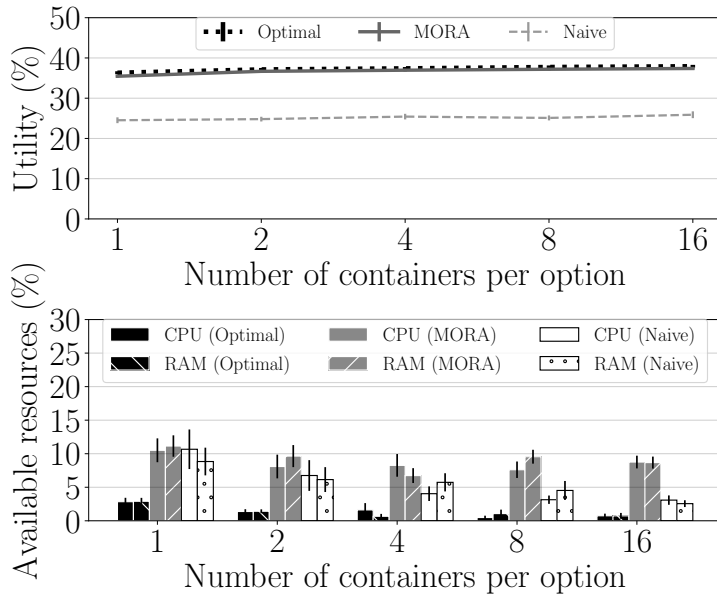 Optimal MORA Naive
Utility (%)
50
40
30
20
10
0
1 2 4 8 16
Number of containers per option
Available resources (%)
CPU (Optimal) CPU (MORA) CPU (Naive)
RAM (Optimal) RAM (MORA) RAM (Naive)
30
25
20
15
10
5
0
1 2 4 8 16
Number of containers per option